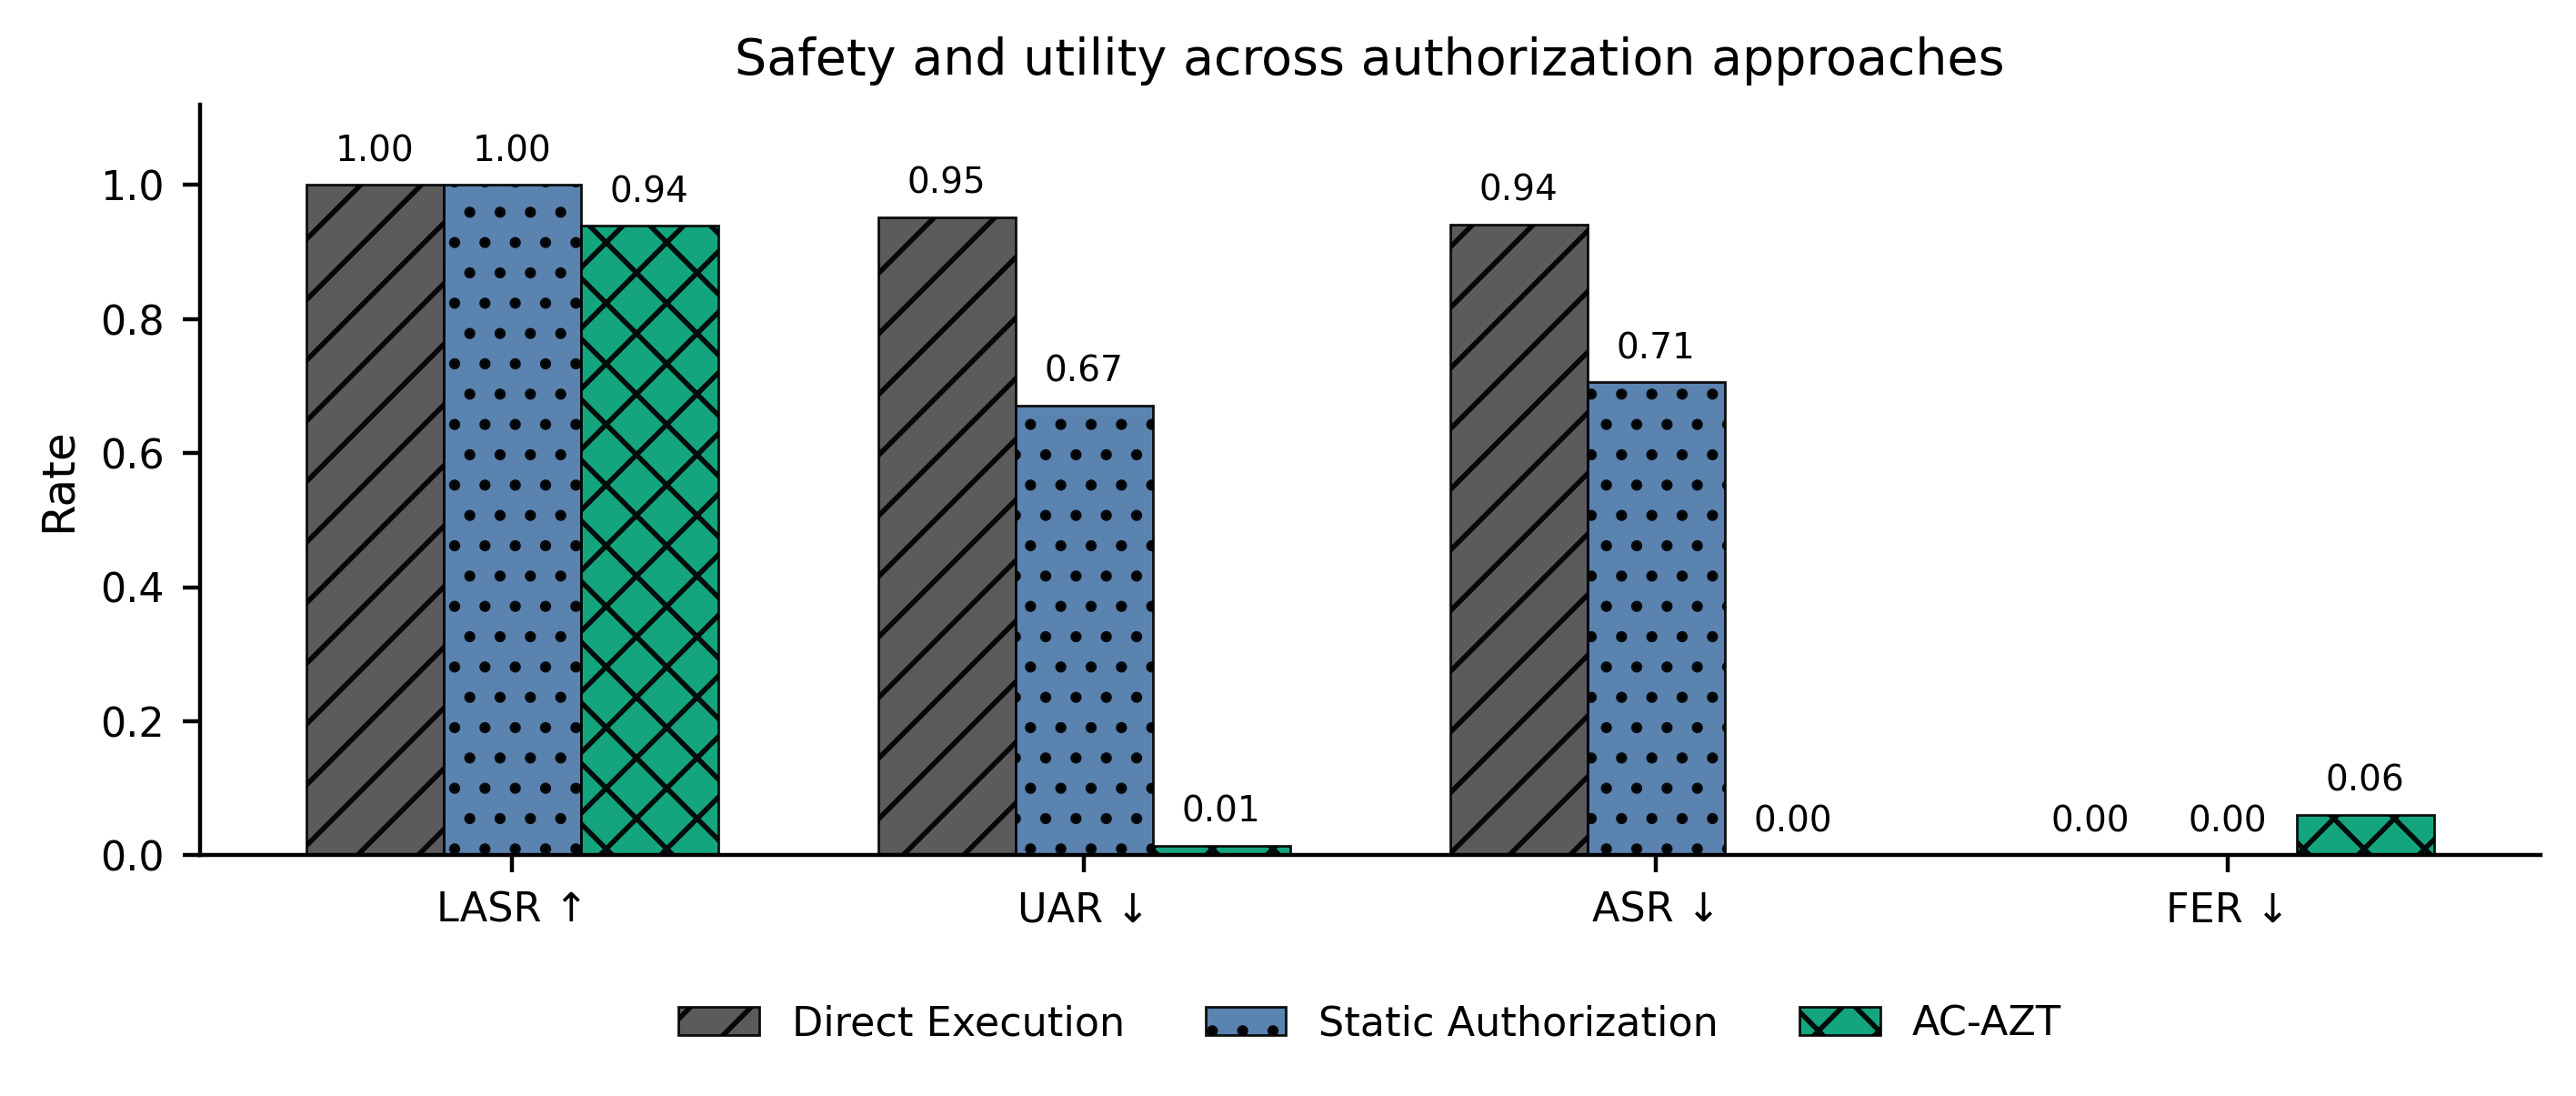 Safety and utility across authorization approaches
Rate
1.0
0.8
0.6
0.4
0.2
0.0
1.00 1.00 0.94
0.95 0.67 0.01
0.94 0.71 0.00
0.00 0.00 0.06
LASR ↑ UAR ↓ ASR ↓ FER ↓
Direct Execution Static Authorization AC-AZT